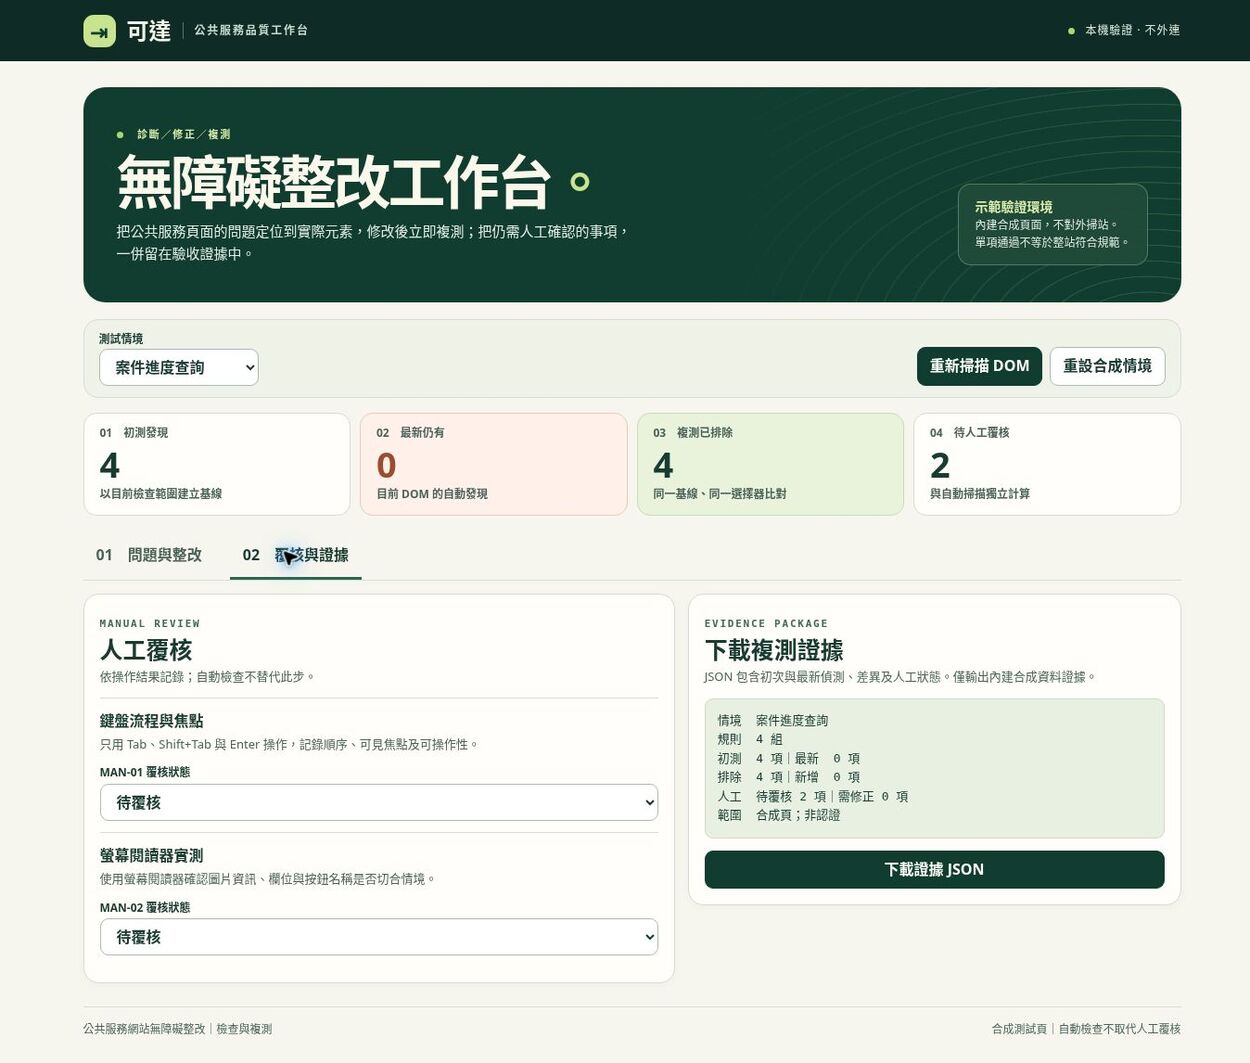 可達
公共服務品質工作台
本機驗證 · 不外連
診斷／修正／複測
無障礙整改工作台
把公共服務頁面的問題定位到實際元素，修改後立即複測；把仍需人工確認的事項，
一併留在驗收證據中。
示範驗證環境
內建合成頁面，不對外掃站。
單項通過不等於整站符合規範。
測試情境
案件進度查詢
重新掃描 DOM
重設合成情境
01 初測發現
4
以目前檢查範圍建立基線
02 最新仍有
0
目前 DOM 的自動發現
03 複測已排除
4
同一基線、同一選擇器比對
04 待人工覆核
2
與自動掃描獨立計算
01 問題與整改
02 覆核與證據
MANUAL REVIEW
人工覆核
依操作結果記錄；自動檢查不替代此步。
鍵盤流程與焦點
只用 Tab、Shift+Tab 與 Enter 操作，記錄順序、可見焦點及可操作性。
MAN-01 覆核狀態
待覆核
螢幕閱讀器實測
使用螢幕閱讀器確認圖片資訊、欄位與按鈕名稱是否切合情境。
MAN-02 覆核狀態
待覆核
EVIDENCE PACKAGE
下載複測證據
JSON 包含初次與最新偵測、差異及人工狀態。僅輸出內建合成資料證據。
情境 案件進度查詢
規則 4 組
初測 4 項｜最新 0 項
排除 4 項｜新增 0 項
人工 待覆核 2 項｜需修正 0 項
範圍 合成頁；非認證
下載證據 JSON
公共服務網站無障礙整改｜檢查與複測
合成測試頁｜自動檢查不取代人工覆核